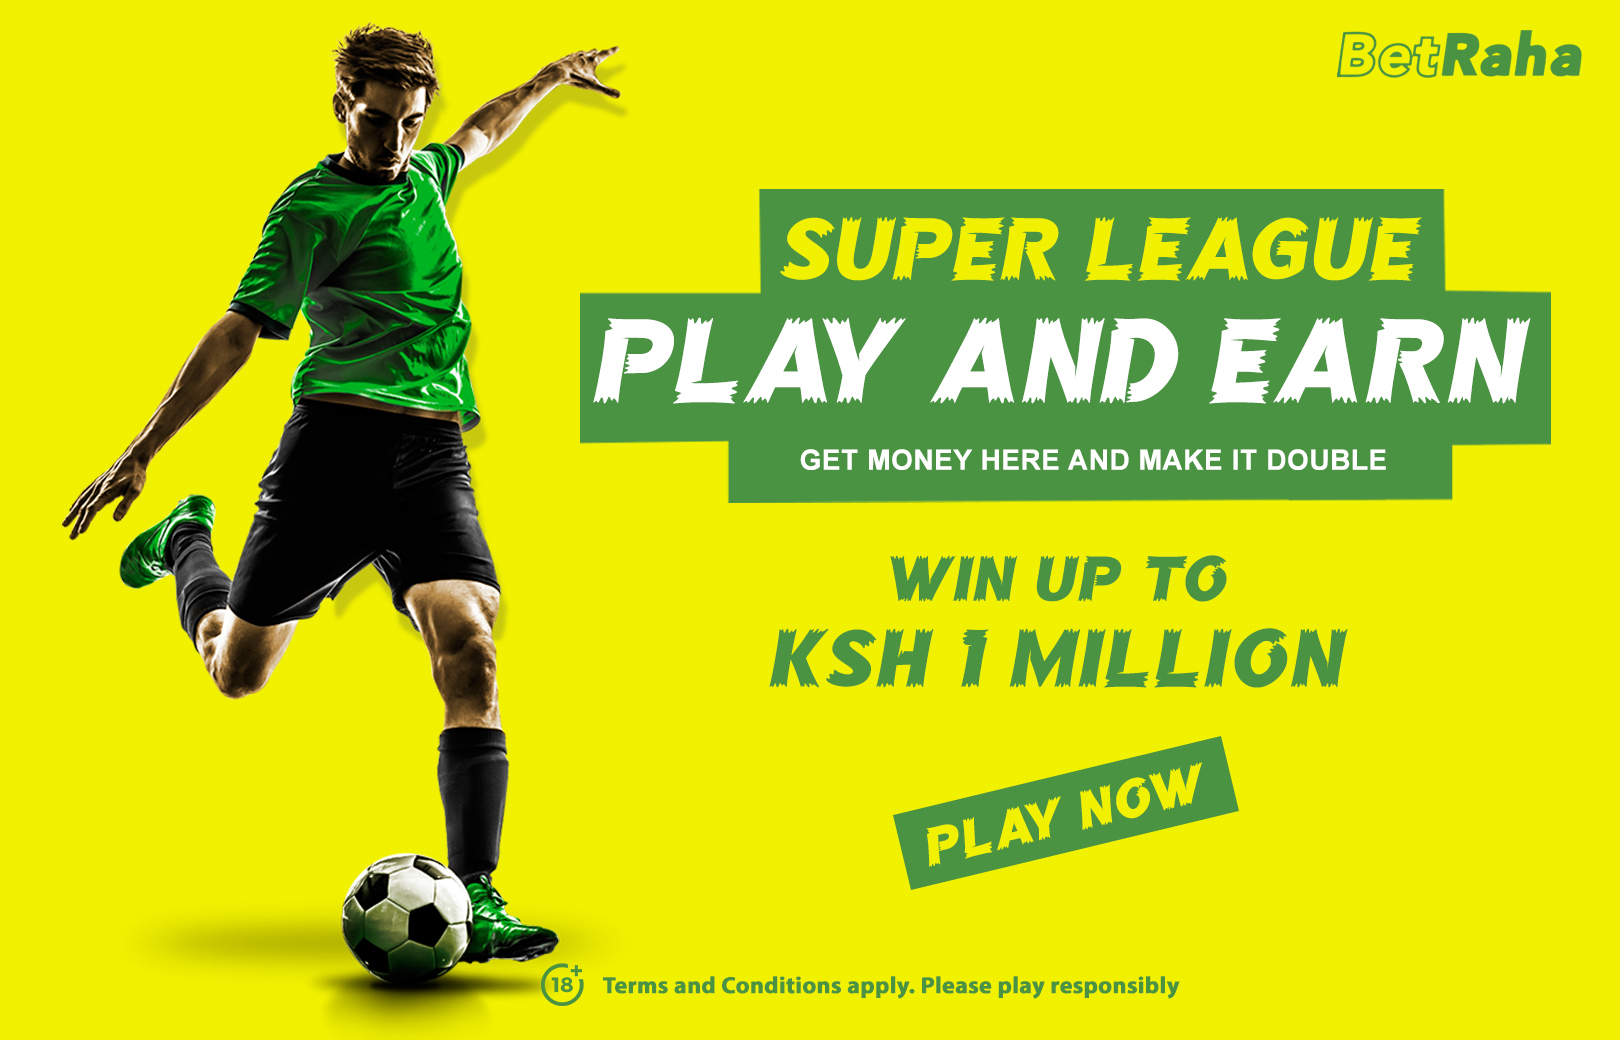 BetRaha
SUPER LEAGUE
PLAY AND EARN
GET MONEY HERE AND MAKE IT DOUBLE
WIN UP TO
KSH 1 MILLION
PLAY NOW
18+ Terms and Conditions apply. Please play responsibly